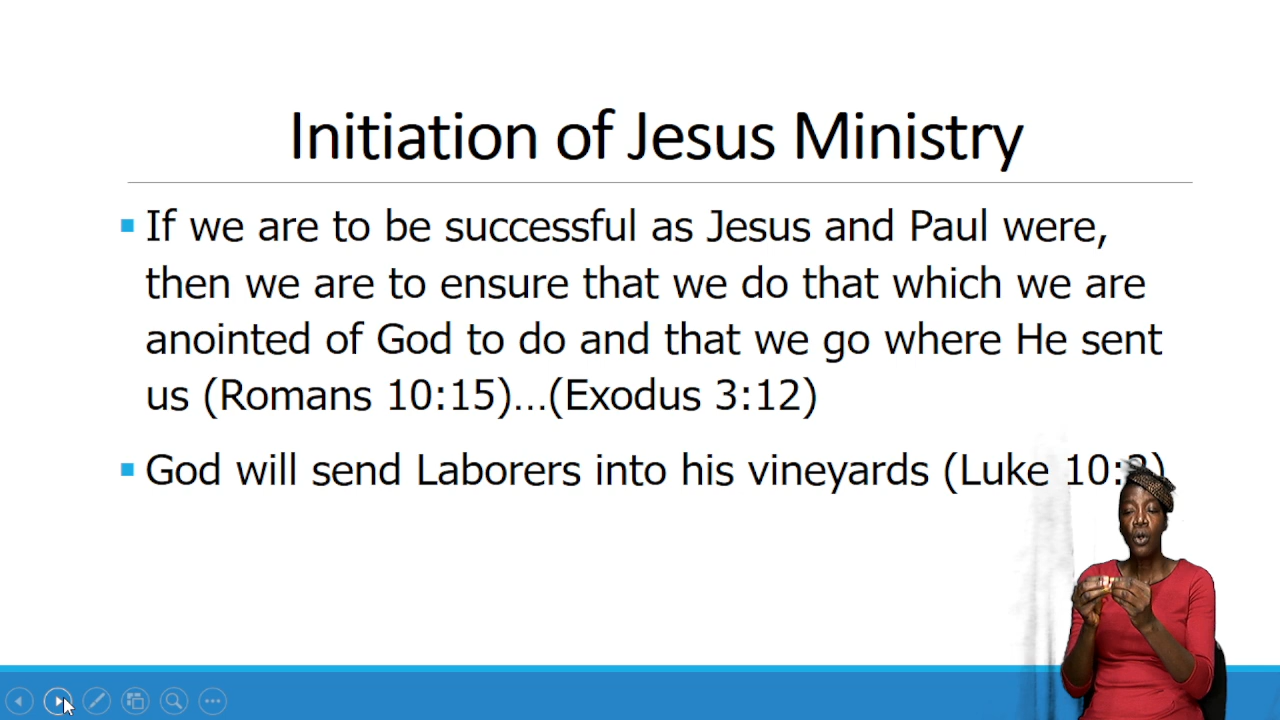 Initiation of Jesus Ministry
If we are to be successful as Jesus and Paul were,
then we are to ensure that we do that which we are
anointed of God to do and that we go where He sent
us (Romans 10:15)…(Exodus 3:12)
God will send Laborers into his vineyards (Luke 10:2)